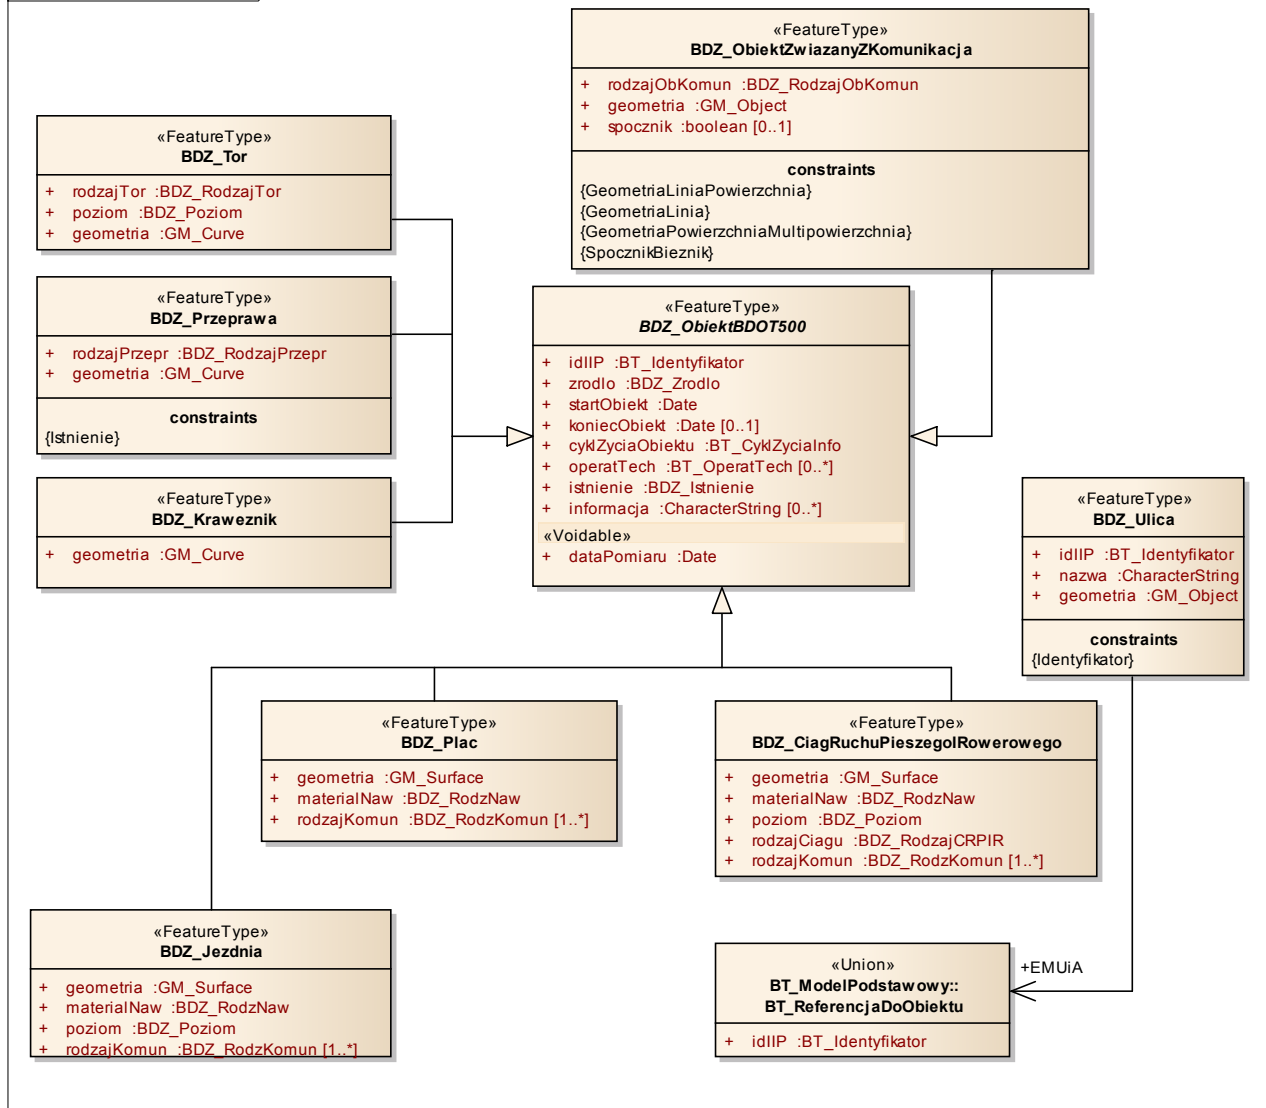 «FeatureType»
BDZ_ObiektZwiazanyZKomunikacja
+ rodzajObKomun :BDZ_RodzajObKomun
+ geometria :GM_Object
+ spocznik :boolean [0..1]
constraints
{GeometriaLiniaPowierzchnia}
{GeometriaLinia}
{GeometriaPowierzchniaMultipowierzchnia}
{SpocznikBieznik}
«FeatureType»
BDZ_Tor
+ rodzajTor :BDZ_RodzajTor
+ poziom :BDZ_Poziom
+ geometria :GM_Curve
«FeatureType»
BDZ_Przeprawa
+ rodzajPrzepr :BDZ_RodzajPrzepr
+ geometria :GM_Curve
constraints
{Istnienie}
«FeatureType»
BDZ_Kraweznik
+ geometria :GM_Curve
«FeatureType»
BDZ_ObiektBDOT500
+ idIIP :BT_Identyfikator
+ zrodlo :BDZ_Zrodlo
+ startObiekt :Date
+ koniecObiekt :Date [0..1]
+ cyklZyciaObiektu :BT_CyklZyciaInfo
+ operatTech :BT_OperatTech [0..*]
+ istnienie :BDZ_Istnienie
+ informacja :CharacterString [0..*]
«Voidable»
+ dataPomiaru :Date
«FeatureType»
BDZ_Ulica
+ idIIP :BT_Identyfikator
+ nazwa :CharacterString
+ geometria :GM_Object
constraints
{Identyfikator}
«FeatureType»
BDZ_Plac
+ geometria :GM_Surface
+ materialNaw :BDZ_RodzNaw
+ rodzajKomun :BDZ_RodzKomun [1..*]
«FeatureType»
BDZ_CiagRuchuPieszegoIRowerowego
+ geometria :GM_Surface
+ materialNaw :BDZ_RodzNaw
+ poziom :BDZ_Poziom
+ rodzajCiagu :BDZ_RodzajCRPIR
+ rodzajKomun :BDZ_RodzKomun [1..*]
«FeatureType»
BDZ_Jezdnia
+ geometria :GM_Surface
+ materialNaw :BDZ_RodzNaw
+ poziom :BDZ_Poziom
+ rodzajKomun :BDZ_RodzKomun [1..*]
«Union»
BT_ModelPodstawowy::
BT_ReferencjaDoObiektu
+ idIIP :BT_Identyfikator
+EMUiA